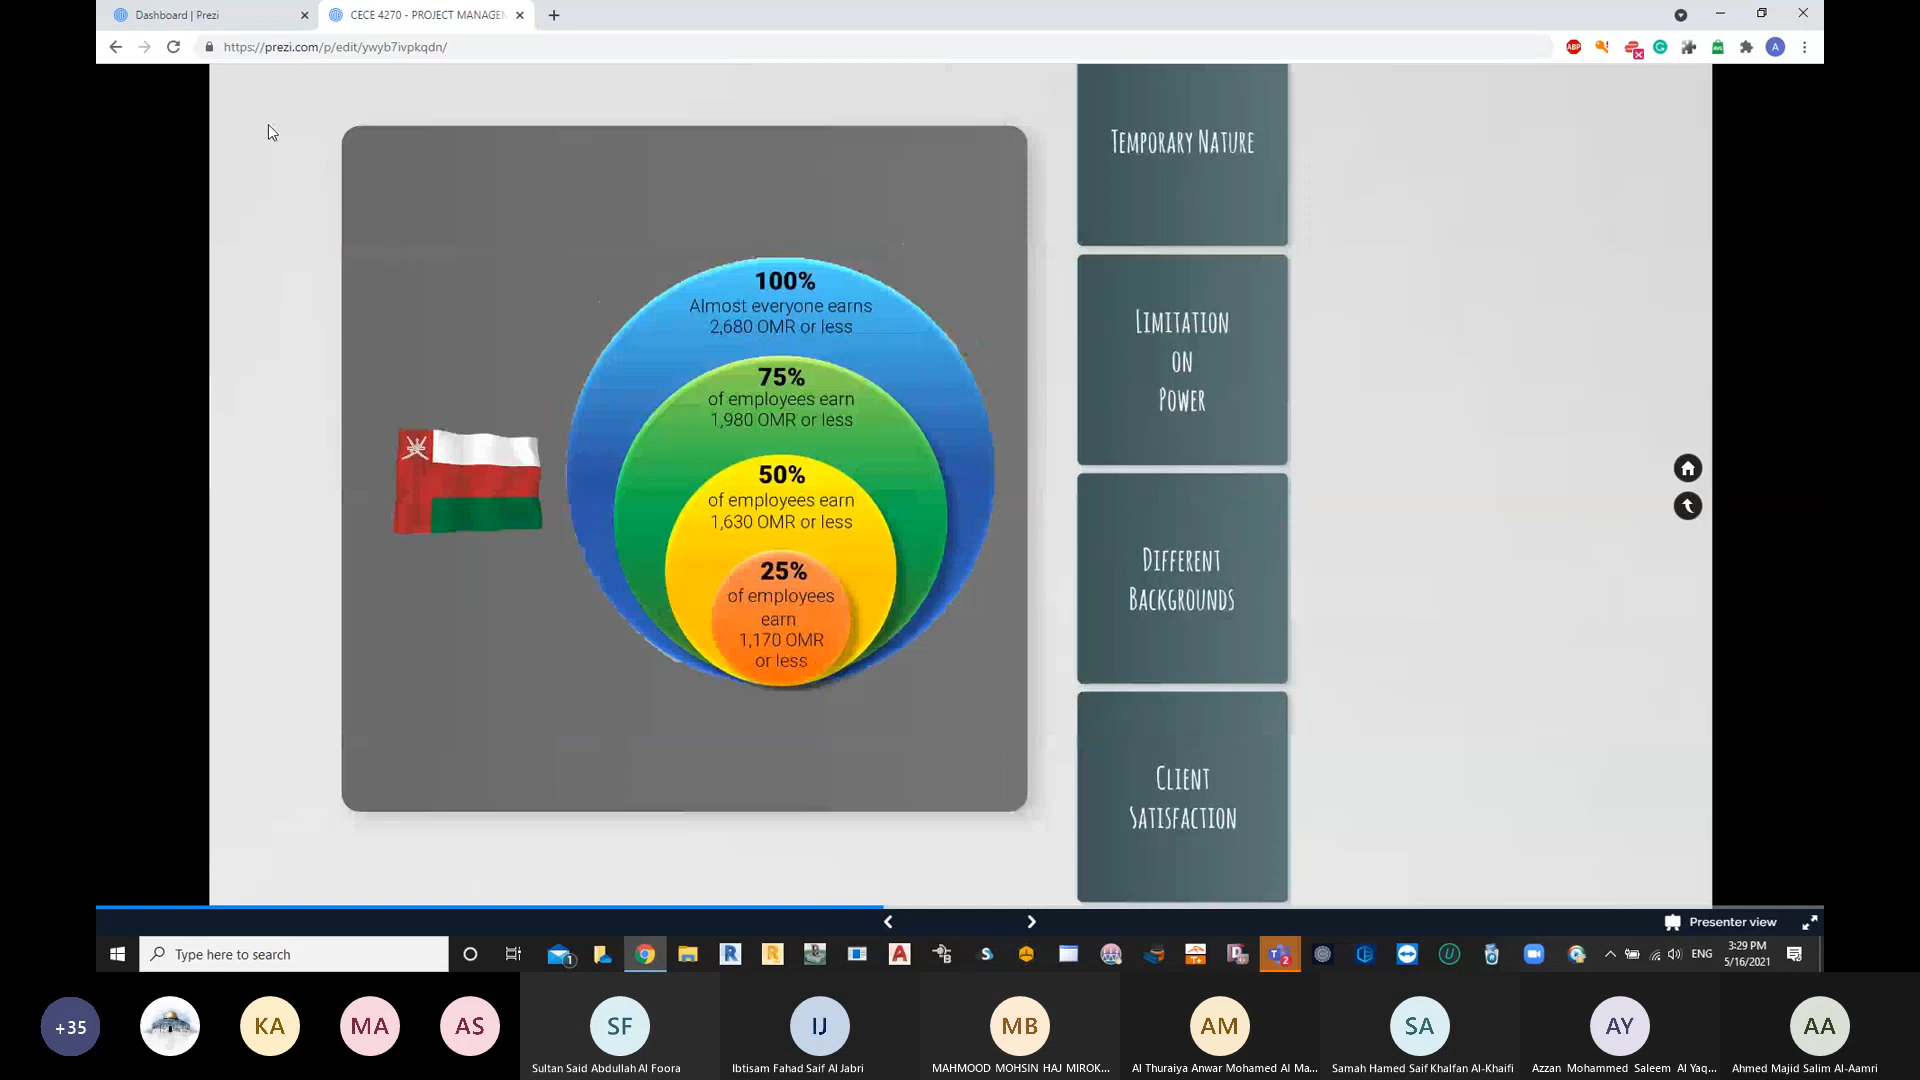 Dashboard | Prezi
CECE 4270 - PROJECT MANAGEN
https://prezi.com/p/edit/ywyb7ivpkqdn/
ABP
A
TEMPORARY NATURE
100%
Almost everyone earns
2,680 OMR or less
75%
of employees earn
1,980 OMR or less
50%
of employees earn
1,630 OMR or less
25%
of employees
earn
1,170 OMR
or less
LIMITATION
ON
POWER
DIFFERENT
BACKGROUNDS
CLIENT
SATISFACTION
Presenter view
Type here to search
ENG
3:29 PM
5/16/2021
+35
KA
MA
AS
SF
IJ
MB
AM
SA
AY
AA
Sultan Said Abdullah Al Foora
Ibtisam Fahad Saif Al Jabri
MAHMOOD MOHSIN HAJ MIROK...
Al Thuraiya Anwar Mohamed Al Ma...
Samah Hamed Saif Khalfan Al-Khaifi
Azzan Mohammed Saleem Al Yaq...
Ahmed Majid Salim Al-Aamri